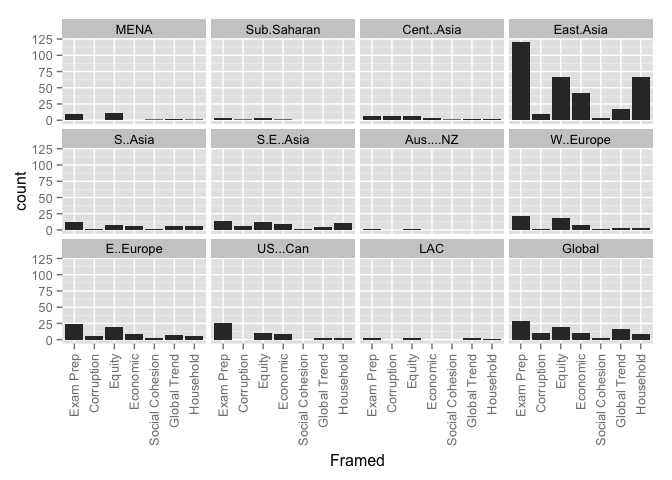 MENA Sub.Saharan Cent..Asia East.Asia
125
100
75
50
25
0
S..Asia S.E..Asia Aus....NZ W..Europe
125
100
75
50
25
0
E..Europe US...Can LAC Global
125
100
75
50
25
0
count
Exam Prep Corruption Equity Economic Social Cohesion Global Trend Household
Exam Prep Corruption Equity Economic Social Cohesion Global Trend Household
Exam Prep Corruption Equity Economic Social Cohesion Global Trend Household
Exam Prep Corruption Equity Economic Social Cohesion Global Trend Household
Framed